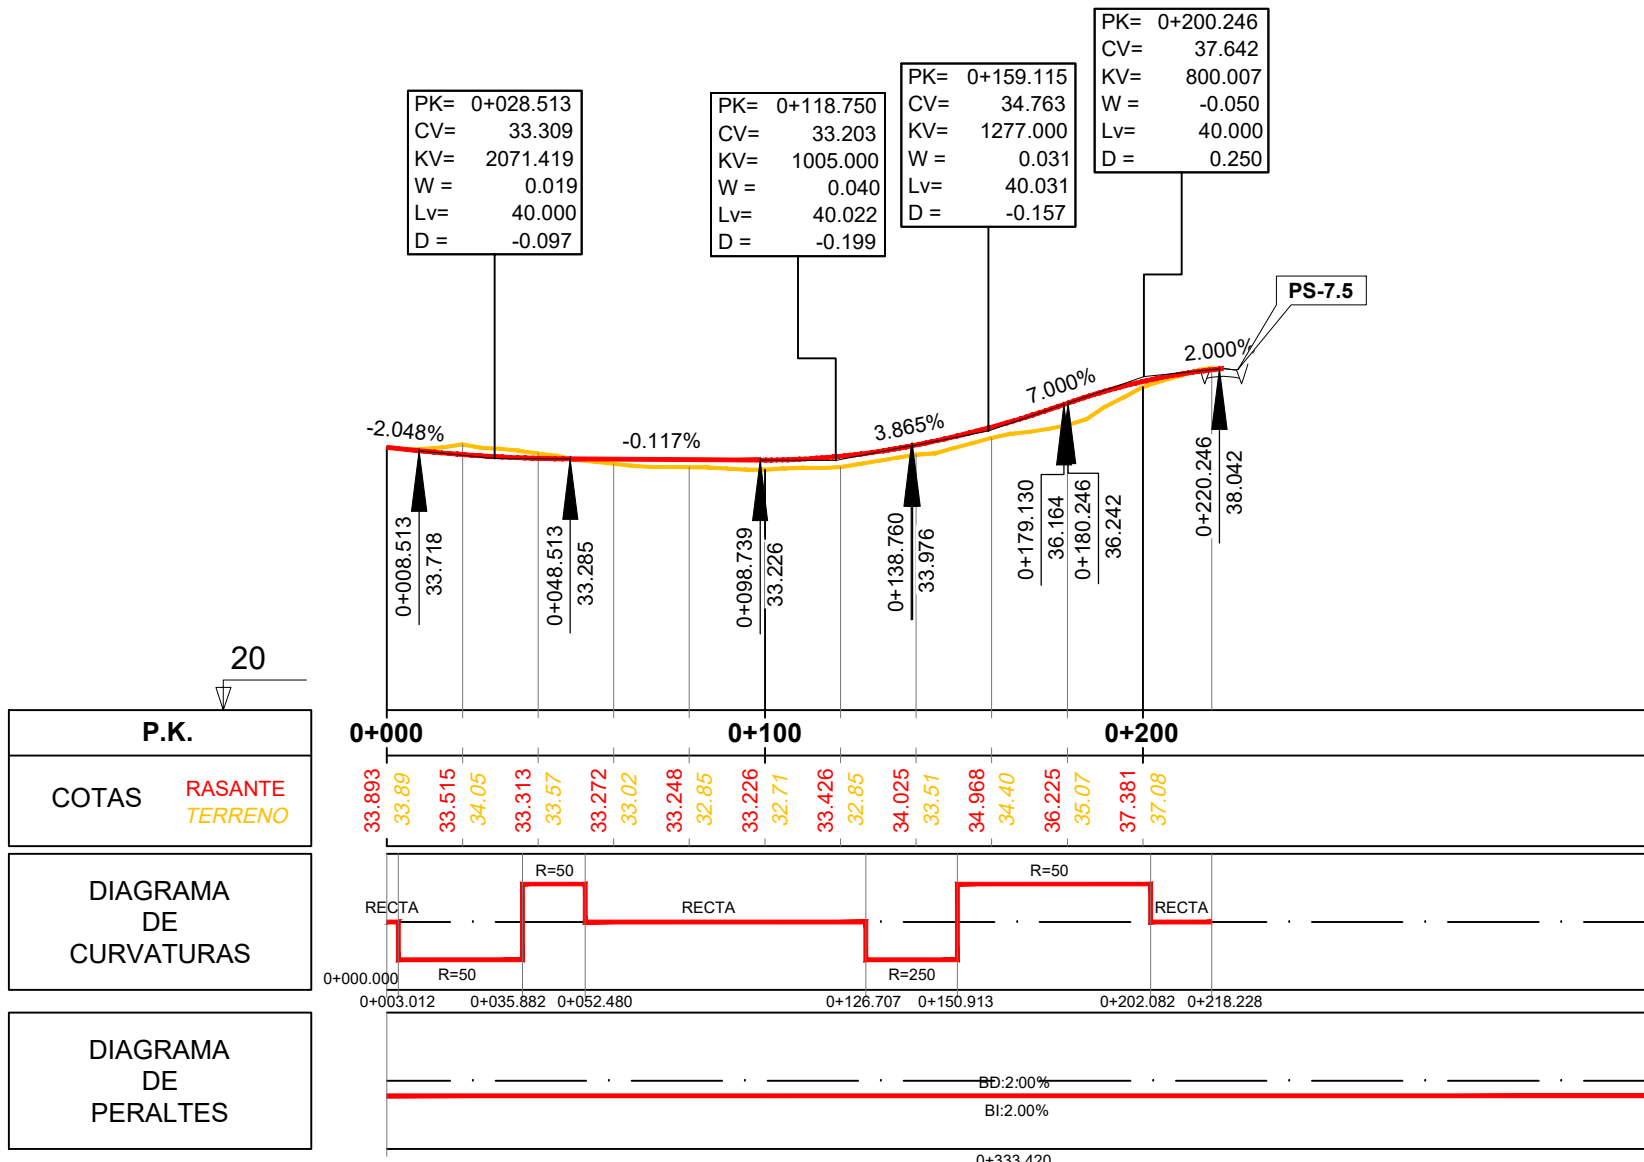 PK= 0+200.246
CV= 37.642
KV= 800.007
W = -0.050
Lv= 40.000
D = 0.250
PK= 0+159.115
CV= 34.763
KV= 1277.000
W = 0.031
Lv= 40.031
D = -0.157
PK= 0+028.513
CV= 33.309
KV= 2071.419
W = 0.019
Lv= 40.000
D = -0.097
PK= 0+118.750
CV= 33.203
KV= 1005.000
W = 0.040
Lv= 40.022
D = -0.199
PS-7.5
-2.048%
-0.117%
3.865%
7.000%
2.000%
0+008.513
33.718
0+048.513
33.285
0+098.739
33.226
0+138.760
33.976
0+179.130
36.164
0+180.246
36.242
0+220.246
38.042
20
P.K.
0+000 0+100 0+200
COTAS RASANTE
TERRENO
33.893
33.89
33.515
34.05
33.313
33.57
33.272
33.02
33.248
32.85
33.226
32.71
33.426
32.85
34.025
33.51
34.968
34.40
36.225
35.07
37.381
37.08
DIAGRAMA
DE
CURVATURAS
RECTA
R=50
R=50
RECTA
R=250
R=50
RECTA
0+000.000
0+003.012 0+035.882 0+052.480 0+126.707 0+150.913 0+202.082 0+218.228
DIAGRAMA
DE
PERALTES
BD:2.00%
BI:2.00%
0+333.420